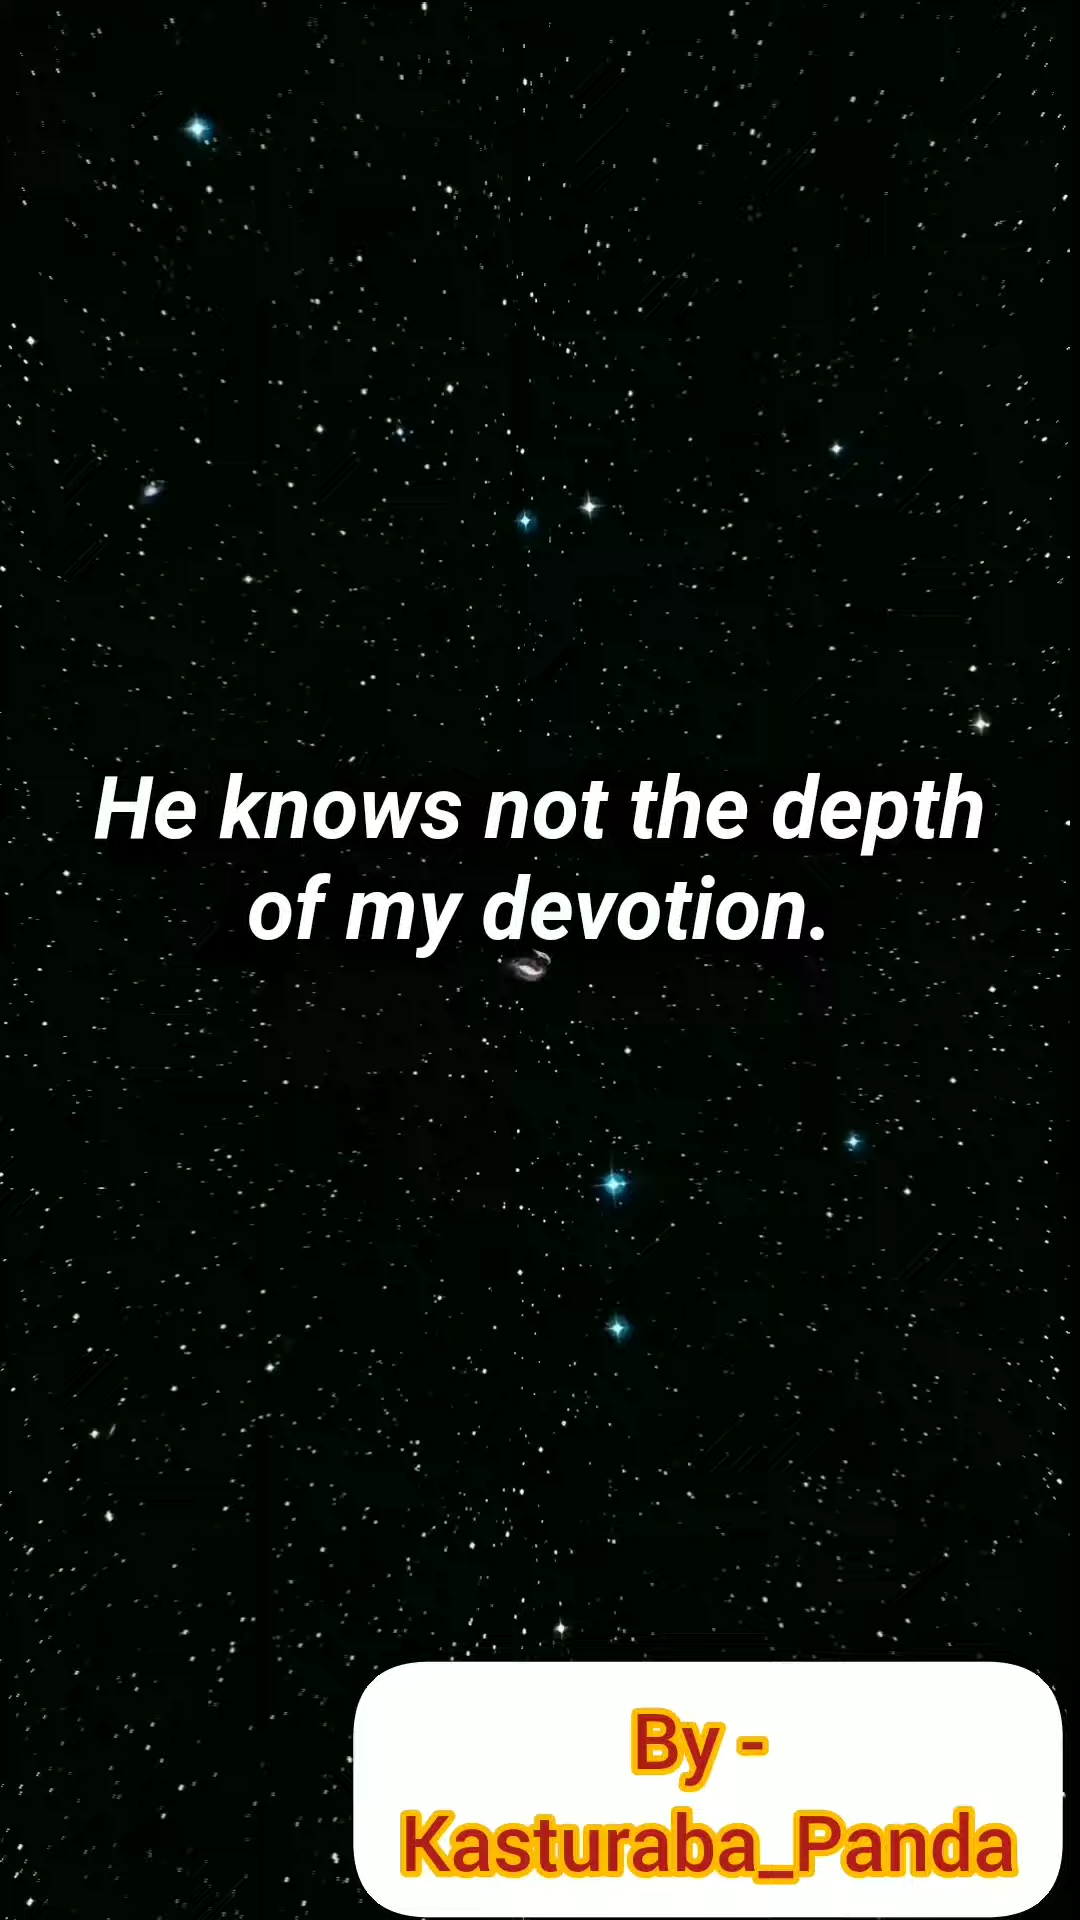 He knows not the depth
of my devotion.
By -
Kasturaba_Panda